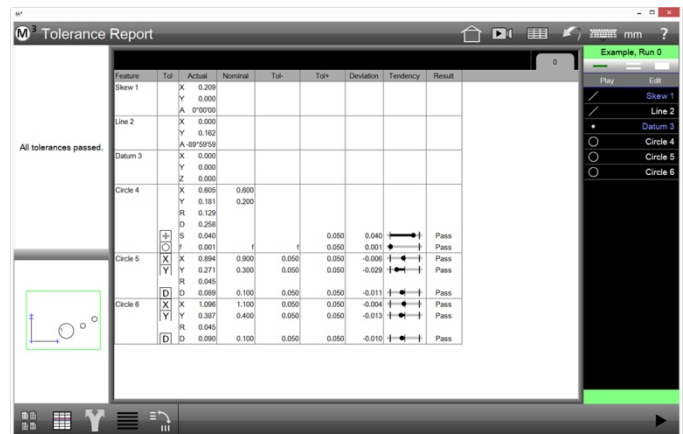 M³
M³ Tolerance Report
mm ?
Example, Run 0
0
Play Edit
Feature Tol Actual Nominal Tol- Tol+ Deviation Tendency Result
Skew 1 X 0.209
Y 0.000
A 0°00'00
Line 2 X 0.000
Y 0.162
A -89°59'59
Datum 3 X 0.000
Y 0.000
Z 0.000
Circle 4 X 0.605 0.600
Y 0.181 0.200
R 0.129
D 0.258
S 0.040 0.050 0.040 Pass
f 0.001 f f 0.050 0.001 Pass
Circle 5 X X 0.894 0.900 0.050 0.050 -0.006 Pass
Y Y 0.271 0.300 0.050 0.050 -0.029 Pass
R 0.045
D D 0.089 0.100 0.050 0.050 -0.011 Pass
Circle 6 X X 1.096 1.100 0.050 0.050 -0.004 Pass
Y Y 0.387 0.400 0.050 0.050 -0.013 Pass
R 0.045
D D 0.090 0.100 0.050 0.050 -0.010 Pass
All tolerances passed.
Skew 1
Line 2
Datum 3
Circle 4
Circle 5
Circle 6